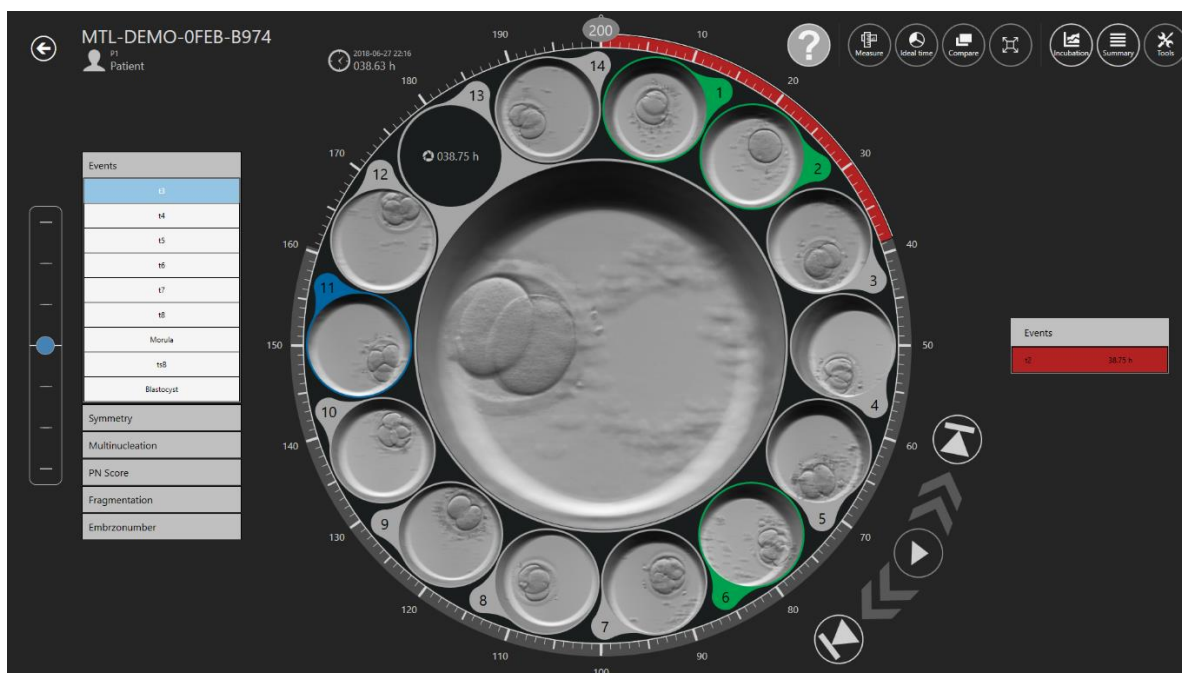 MTL-DEMO-0FEB-B974
P1
Patient
2018-06-27 22:16
038.63 h
?
Measure
Ideal time
Compare
Incubation
Summary
Tools
Events
t3
t4
t5
t6
t7
t8
Morula
ts8
Blastocyst
Symmetry
Multinucleation
PN Score
Fragmentation
Embrzonumber
0
200
10
20
30
40
50
60
70
80
90
100
110
120
130
140
150
160
170
180
190
1
2
3
4
5
6
7
8
9
10
11
12
13
14
038.75 h
Events
t2 38.75 h